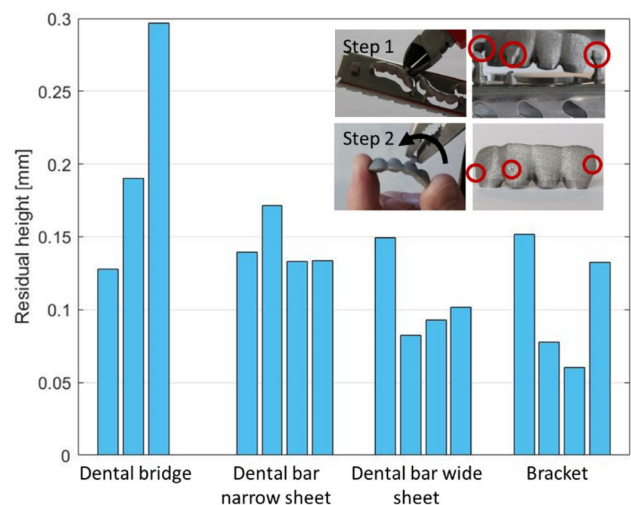 0.3
0.25
0.2
0.15
0.1
0.05
0
Residual height [mm]
Step 1
Step 2
Dental bridge
Dental bar
narrow sheet
Dental bar wide
sheet
Bracket